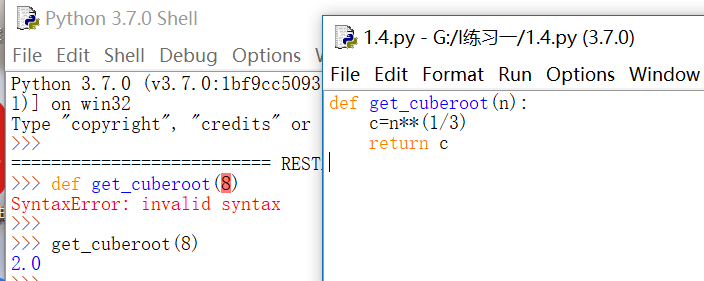 Python 3.7.0 Shell
File Edit Shell Debug Options
Python 3.7.0 (v3.7.0:1bf9cc5093
1)] on win32
Type "copyright", "credits" or
>>>
=========================== REST
>>> def get_cuberoot(8)
SyntaxError: invalid syntax
>>>
>>> get_cuberoot(8)
2.0
>>>
1.4.py - G:/l练习一/1.4.py (3.7.0)
File Edit Format Run Options Window
def get_cuberoot(n):
    c=n**(1/3)
    return c